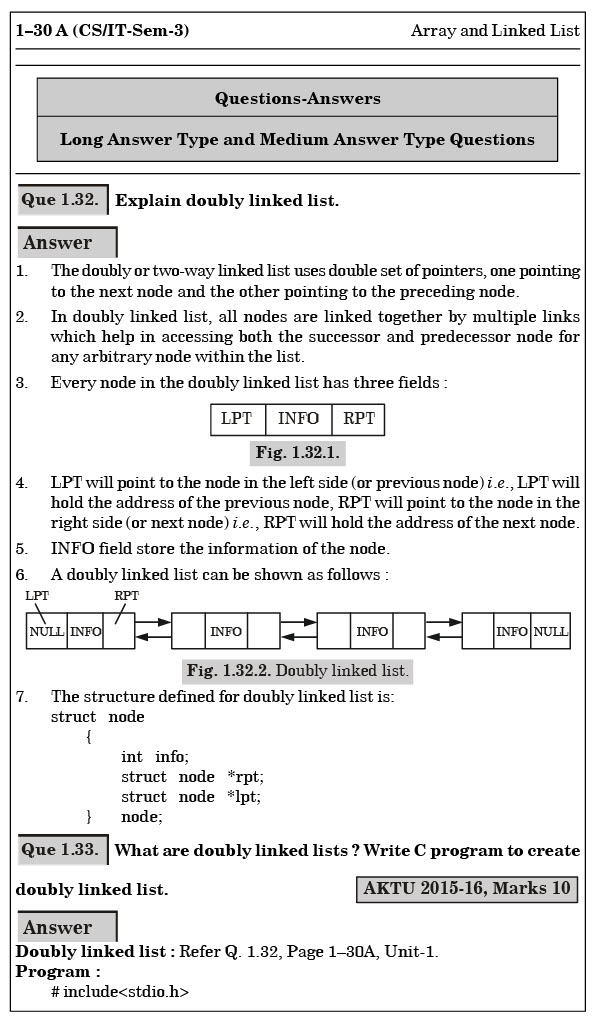 1–30 A (CS/IT-Sem-3) Array and Linked List
Questions-Answers
Long Answer Type and Medium Answer Type Questions
Que 1.32. Explain doubly linked list.
Answer
1. The doubly or two-way linked list uses double set of pointers, one pointing
to the next node and the other pointing to the preceding node.
2. In doubly linked list, all nodes are linked together by multiple links
which help in accessing both the successor and predecessor node for
any arbitrary node within the list.
3. Every node in the doubly linked list has three fields :
LPT INFO RPT
Fig. 1.32.1.
4. LPT will point to the node in the left side (or previous node) i.e., LPT will
hold the address of the previous node, RPT will point to the node in the
right side (or next node) i.e., RPT will hold the address of the next node.
5. INFO field store the information of the node.
6. A doubly linked list can be shown as follows :
LPT RPT
NULL INFO INFO INFO INFO NULL
Fig. 1.32.2. Doubly linked list.
7. The structure defined for doubly linked list is:
struct node
{
int info;
struct node *rpt;
struct node *lpt;
} node;
Que 1.33. What are doubly linked lists ? Write C program to create
doubly linked list. AKTU 2015-16, Marks 10
Answer
Doubly linked list : Refer Q. 1.32, Page 1–30A, Unit-1.
Program :
# include<stdio.h>